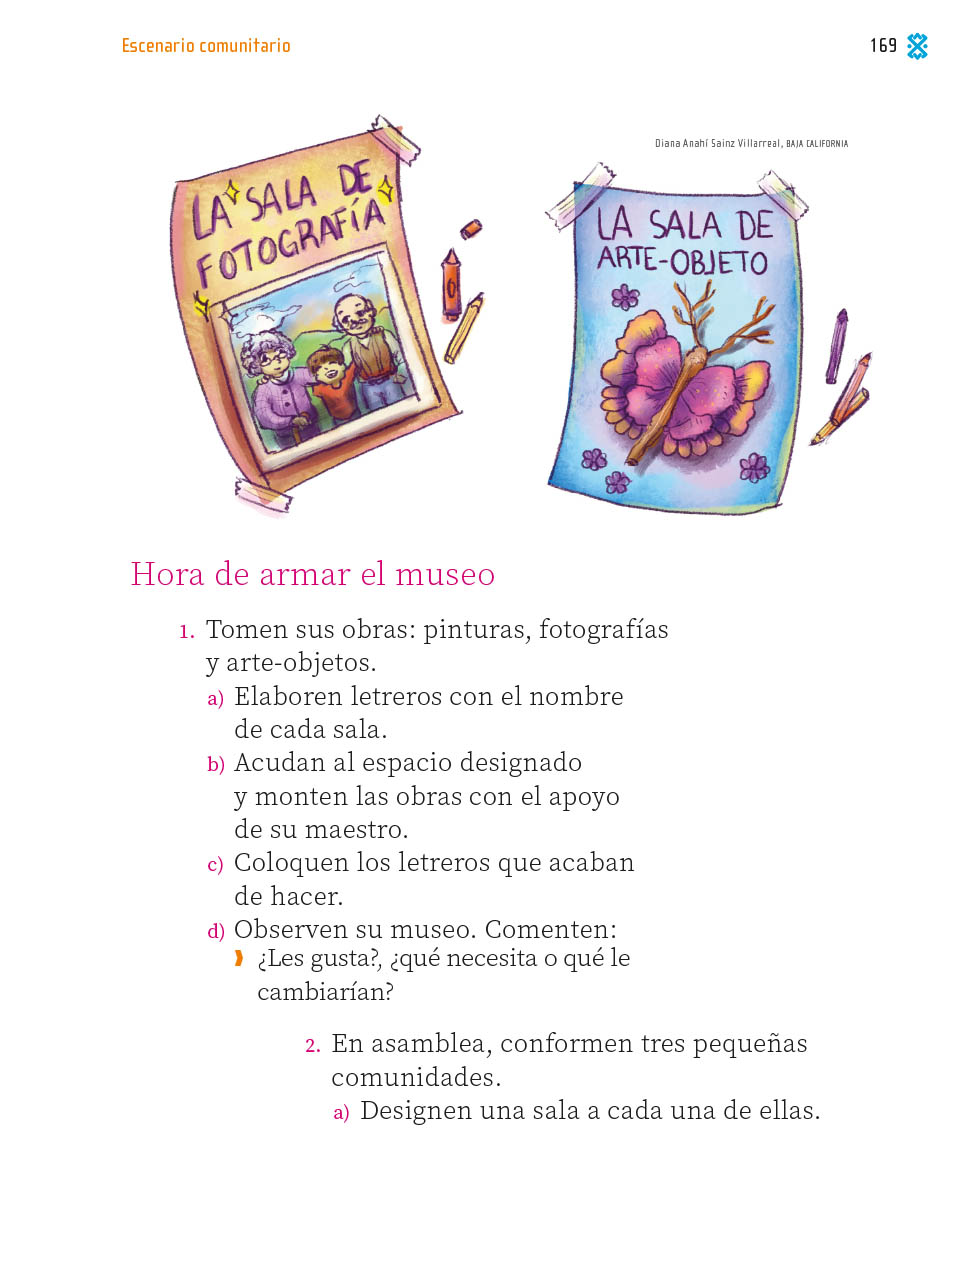 Escenario comunitario
169
Diana Anahí Sainz Villarreal, BAJA CALIFORNIA
LA SALA DE
FOTOGRAFÍA
LA SALA DE
ARTE-OBJETO
Hora de armar el museo
1. Tomen sus obras: pinturas, fotografías
y arte-objetos.
a) Elaboren letreros con el nombre
de cada sala.
b) Acudan al espacio designado
y monten las obras con el apoyo
de su maestro.
c) Coloquen los letreros que acaban
de hacer.
d) Observen su museo. Comenten:
¿Les gusta?, ¿qué necesita o qué le
cambiarían?
2. En asamblea, conformen tres pequeñas
comunidades.
a) Designen una sala a cada una de ellas.